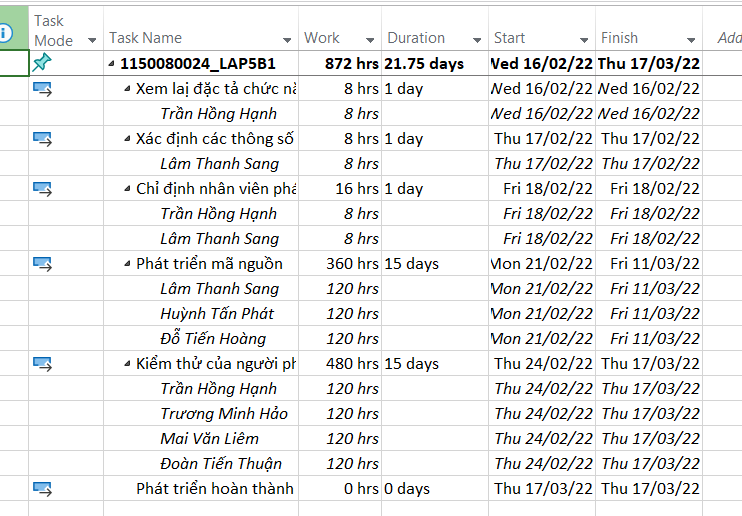 Task Mode Task Name Work Duration Start Finish Add
1150080024_LAP5B1 872 hrs 21.75 days Wed 16/02/22 Thu 17/03/22
Xem laị đặc tả chức nă 8 hrs 1 day Wed 16/02/22 Wed 16/02/22
Trần Hồng Hạnh 8 hrs Wed 16/02/22 Wed 16/02/22
Xác định các thông số 8 hrs 1 day Thu 17/02/22 Thu 17/02/22
Lâm Thanh Sang 8 hrs Thu 17/02/22 Thu 17/02/22
Chỉ định nhân viên phá 16 hrs 1 day Fri 18/02/22 Fri 18/02/22
Trần Hồng Hạnh 8 hrs Fri 18/02/22 Fri 18/02/22
Lâm Thanh Sang 8 hrs Fri 18/02/22 Fri 18/02/22
Phát triển mã nguồn 360 hrs 15 days Mon 21/02/22 Fri 11/03/22
Lâm Thanh Sang 120 hrs Mon 21/02/22 Fri 11/03/22
Huỳnh Tấn Phát 120 hrs Mon 21/02/22 Fri 11/03/22
Đỗ Tiến Hoàng 120 hrs Mon 21/02/22 Fri 11/03/22
Kiểm thử của người ph 480 hrs 15 days Thu 24/02/22 Thu 17/03/22
Trần Hồng Hạnh 120 hrs Thu 24/02/22 Thu 17/03/22
Trương Minh Hảo 120 hrs Thu 24/02/22 Thu 17/03/22
Mai Văn Liêm 120 hrs Thu 24/02/22 Thu 17/03/22
Đoàn Tiến Thuận 120 hrs Thu 24/02/22 Thu 17/03/22
Phát triển hoàn thành 0 hrs 0 days Thu 17/03/22 Thu 17/03/22